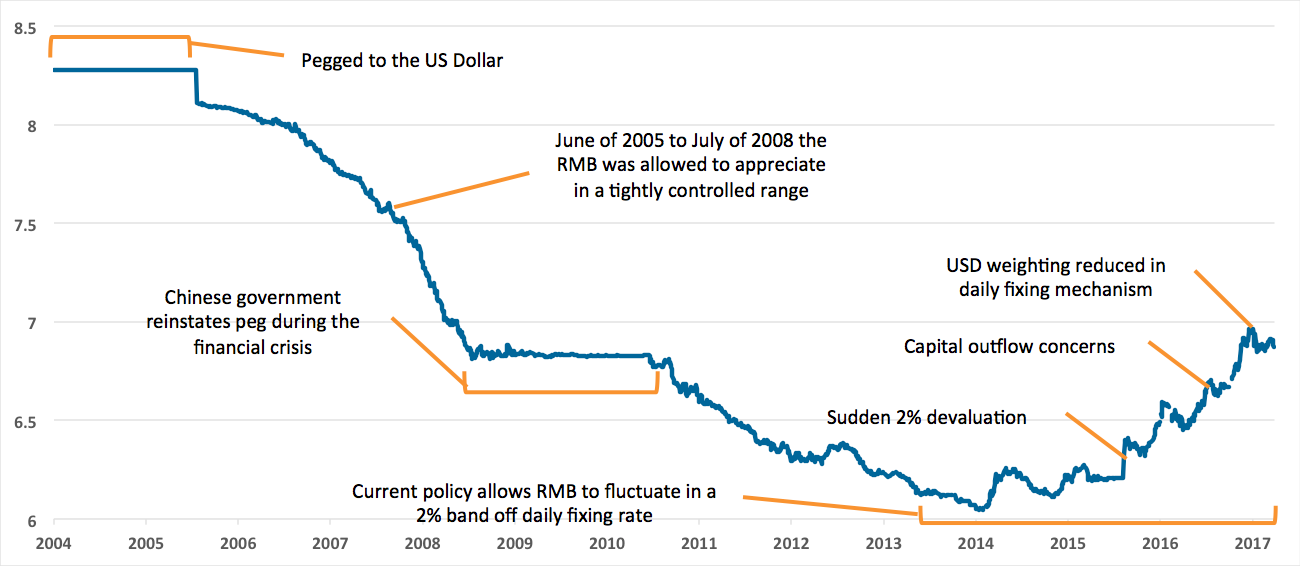 8.5
Pegged to the US Dollar
8
June of 2005 to July of 2008 the
RMB was allowed to appreciate
in a tightly controlled range
7.5
USD weighting reduced in
daily fixing mechanism
Chinese government
reinstates peg during the
financial crisis
7
Capital outflow concerns
6.5
Sudden 2% devaluation
Current policy allows RMB to fluctuate in a
2% band off daily fixing rate
6
2004 2005 2006 2007 2008 2009 2010 2011 2012 2013 2014 2015 2016 2017